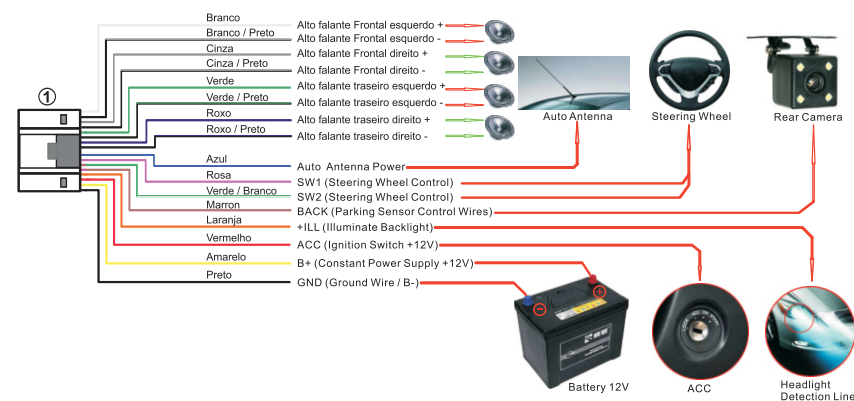 Branco
Alto falante Frontal esquerdo +
Branco / Preto
Alto falante Frontal esquerdo -
Cinza
Alto falante Frontal direito +
Cinza / Preto
Alto falante Frontal direito -
Verde
Alto falante traseiro esquerdo +
Verde / Preto
Alto falante traseiro esquerdo -
Roxo
Alto falante traseiro direito +
Roxo / Preto
Alto falante traseiro direito -
1
Auto Antenna
Steering Wheel
Rear Camera
Azul
Auto Antenna Power
Rosa
SW1 (Steering Wheel Control)
Verde / Branco
SW2 (Steering Wheel Control)
Marron
BACK (Parking Sensor Control Wires)
Laranja
+ILL (Illuminate Backlight)
Vermelho
ACC (Ignition Switch +12V)
Amarelo
B+ (Constant Power Supply +12V)
Preto
GND (Ground Wire / B-)
Battery 12V
ACC
Headlight
Detection Line